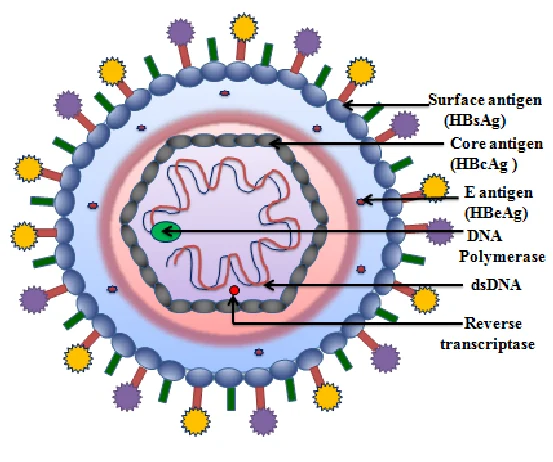 Surface antigen
(HBsAg)
Core antigen
(HBcAg )
E antigen
(HBeAg)
DNA
Polymerase
dsDNA
Reverse
transcriptase